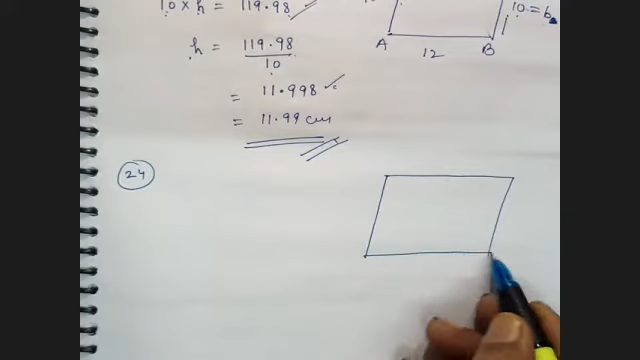 10 × h = 119.98
h = 119.98
10
= 11.998
= 11.99 cm
A 12 B
10 = b
24